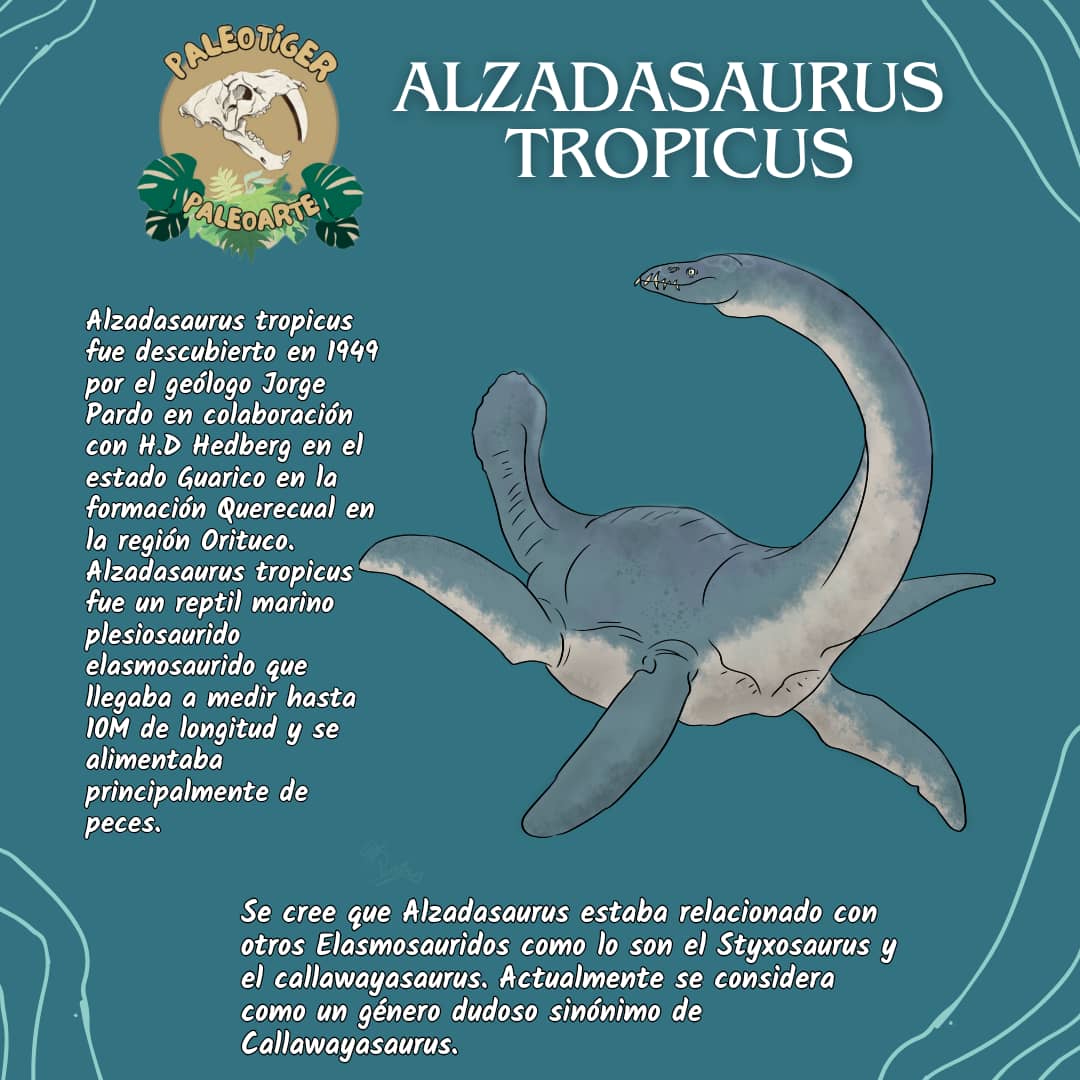 PALEOTiGER
PALEOARTE
ALZADASAURUS
TROPICUS
Alzadasaurus tropicus
fue descubierto en 1949
por el geólogo Jorge
Pardo en colaboración
con H.D Hedberg en el
estado Guarico en la
formación Querecual en
la región Orituco.
Alzadasaurus tropicus
fue un reptil marino
plesiosaurido
elasmosaurido que
llegaba a medir hasta
10M de longitud y se
alimentaba
principalmente de
peces.
Se cree que Alzadasaurus estaba relacionado con
otros Elasmosauridos como lo son el Styxosaurus y
el callawayasaurus. Actualmente se considera
como un género dudoso sinónimo de
Callawayasaurus.